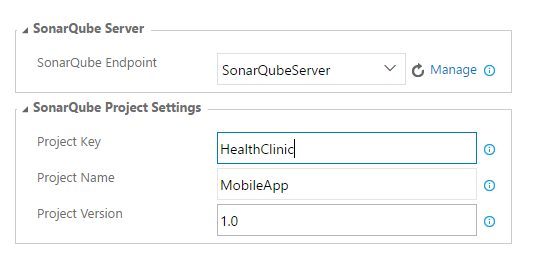 SonarQube Server
SonarQube Endpoint SonarQubeServer Manage
SonarQube Project Settings
Project Key HealthClinic
Project Name MobileApp
Project Version 1.0